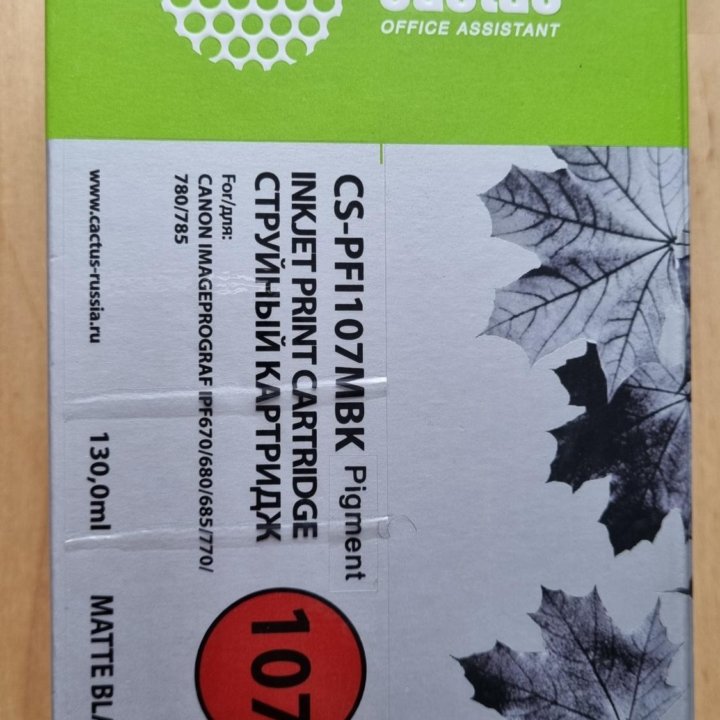 OFFICE ASSISTANT
CS-PFI107MBK Pigment
INKJET PRINT CARTRIDGE
СТРУЙНЫЙ КАРТРИДЖ
For/для:
CANON IMAGEPROGRAF IPF670/680/685/770/
780/785
www.cactus-russia.ru
130,0ml
MATTE
107